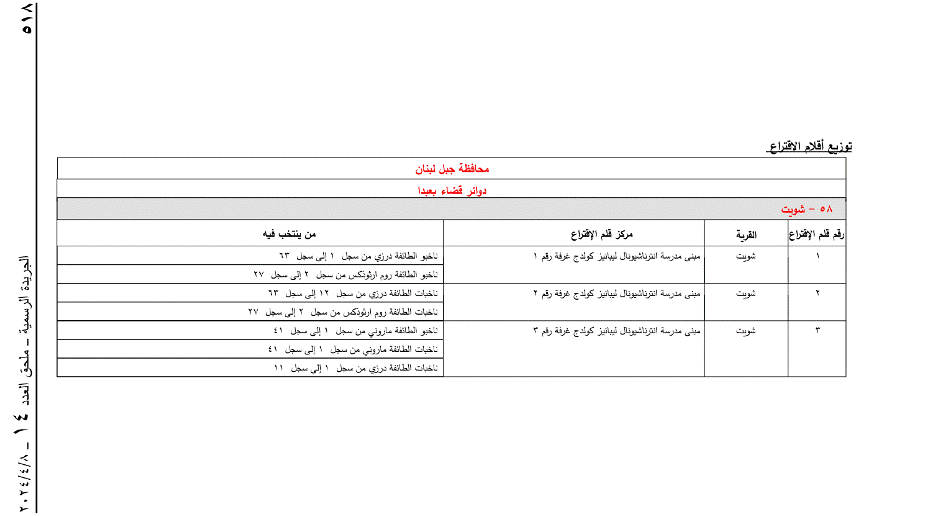 ٥١٨
الجريدة الرسمية – ملحق العدد ١٤ – ٢٠٢٤/٤/٨
توزيع أقلام الاقتراع
محافظة جبل لبنان
دوائر قضاء بعبدا
٥٨ - شويت
رقم قلم الإقتراع القرية مركز قلم الإقتراع من ينتخب فيه
١ شويت مبنى مدرسة انترناشيونال ليبانيز كولدج غرفة رقم ١ ناخبو الطائفة درزي من سجل ١ إلى سجل ٦٣
ناخبو الطائفة روم ارثوذكس من سجل ٢ إلى سجل ٢٧
٢ شويت مبنى مدرسة انترناشيونال ليبانيز كولدج غرفة رقم ٢ ناخبات الطائفة درزي من سجل ١٢ إلى سجل ٦٣
ناخبات الطائفة روم ارثوذكس من سجل ٢ إلى سجل ٢٧
٣ شويت مبنى مدرسة انترناشيونال ليبانيز كولدج غرفة رقم ٣ ناخبو الطائفة ماروني من سجل ١ إلى سجل ٤١
ناخبات الطائفة ماروني من سجل ١ إلى سجل ٤١
ناخبات الطائفة درزي من سجل ١ إلى سجل ١١